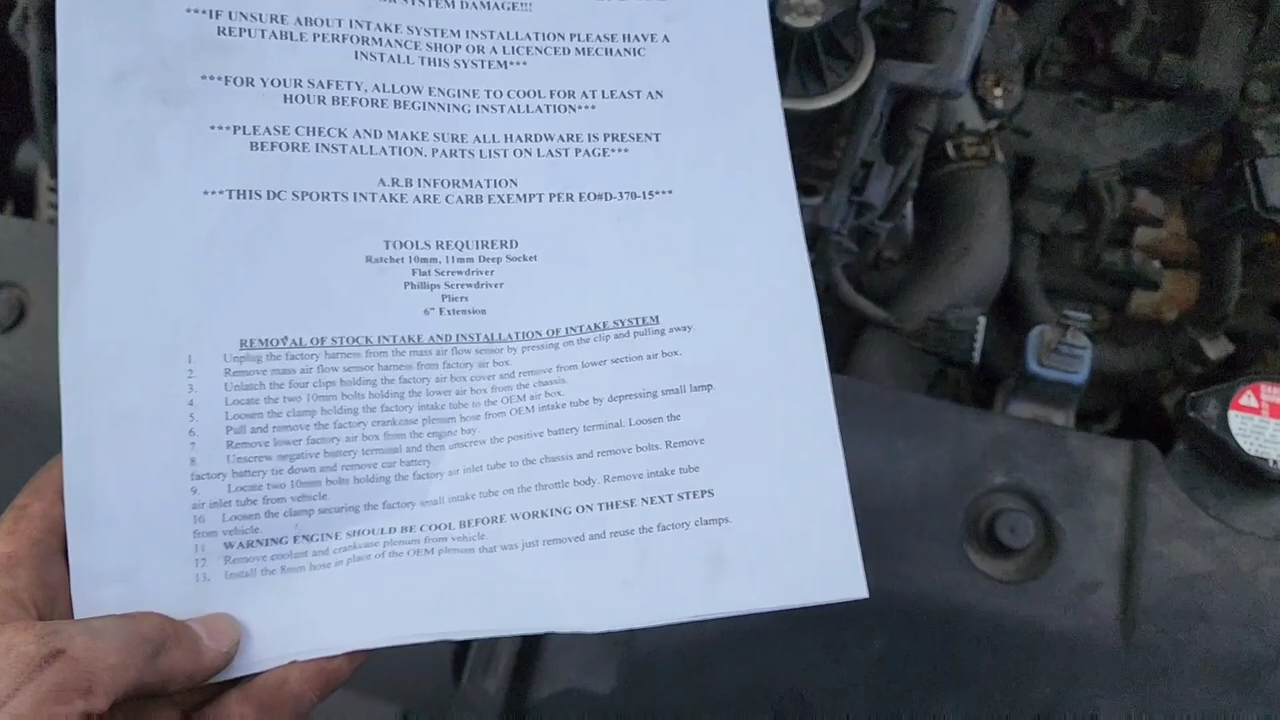 SYSTEM DAMAGE!!!
***IF UNSURE ABOUT INTAKE SYSTEM INSTALLATION PLEASE HAVE A
REPUTABLE PERFORMANCE SHOP OR A LICENCED MECHANIC
INSTALL THIS SYSTEM***
***FOR YOUR SAFETY, ALLOW ENGINE TO COOL FOR AT LEAST AN
HOUR BEFORE BEGINNING INSTALLATION***
***PLEASE CHECK AND MAKE SURE ALL HARDWARE IS PRESENT
BEFORE INSTALLATION. PARTS LIST ON LAST PAGE***
A.R.B INFORMATION
***THIS DC SPORTS INTAKE ARE CARB EXEMPT PER EO#D-370-15***
TOOLS REQUIRERD
Ratchet 10mm, 11mm Deep Socket
Flat Screwdriver
Phillips Screwdriver
Pliers
6" Extension
REMOVAL OF STOCK INTAKE AND INSTALLATION OF INTAKE SYSTEM
1. Unplug the factory harness from the mass air flow sensor by pressing on the clip and pulling away.
2. Remove mass air flow sensor harness from factory air box.
3. Unlatch the four clips holding the factory air box cover and remove from lower section air box.
4. Locate the two 10mm bolts holding the lower air box from the chassis.
5. Loosen the clamp holding the factory intake tube to the OEM air box.
6. Pull and remove the factory crankcase plenum hose from OEM intake tube by depressing small lamp.
7. Remove lower factory air box from the engine bay.
8. Unscrew negative battery terminal and then unscrew the positive battery terminal. Loosen the
factory battery tie down and remove car battery.
9. Locate two 10mm bolts holding the factory air inlet tube to the chassis and remove bolts. Remove
air inlet tube from vehicle.
10. Loosen the clamp securing the factory small intake tube on the throttle body. Remove intake tube
from vehicle.
11. WARNING ENGINE SHOULD BE COOL BEFORE WORKING ON THESE NEXT STEPS
12. Remove coolant and crankcase plenum from vehicle.
13. Install the 8mm hose in place of the OEM plenum that was just removed and reuse the factory clamps.